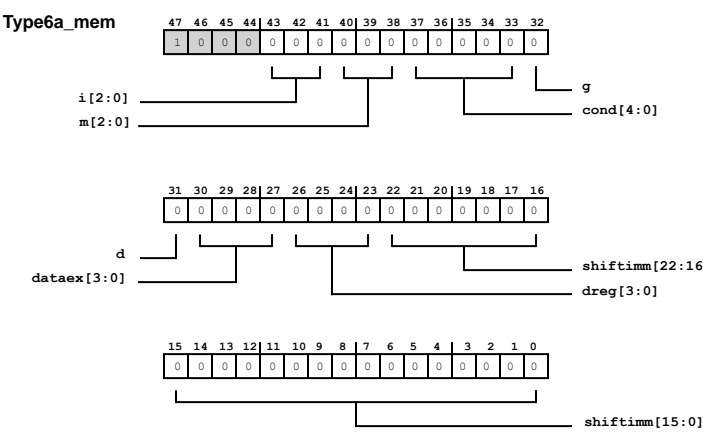 Type6a_mem
47 46 45 44 43 42 41 40 39 38 37 36 35 34 33 32
1 0 0 0 0 0 0 0 0 0 0 0 0 0 0 0
g
i[2:0]
cond[4:0]
m[2:0]
31 30 29 28 27 26 25 24 23 22 21 20 19 18 17 16
0 0 0 0 0 0 0 0 0 0 0 0 0 0 0 0
d
shiftimm[22:16
dataex[3:0]
dreg[3:0]
15 14 13 12 11 10 9 8 7 6 5 4 3 2 1 0
0 0 0 0 0 0 0 0 0 0 0 0 0 0 0 0
shiftimm[15:0]